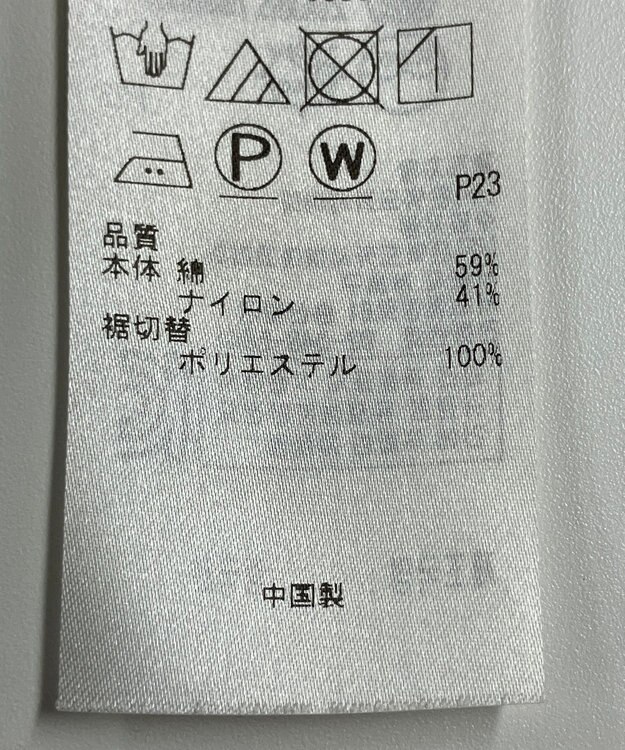 P
W
P23
品質
本体 綿 59%
ナイロン 41%
裾切替
ポリエステル 100%
中国製